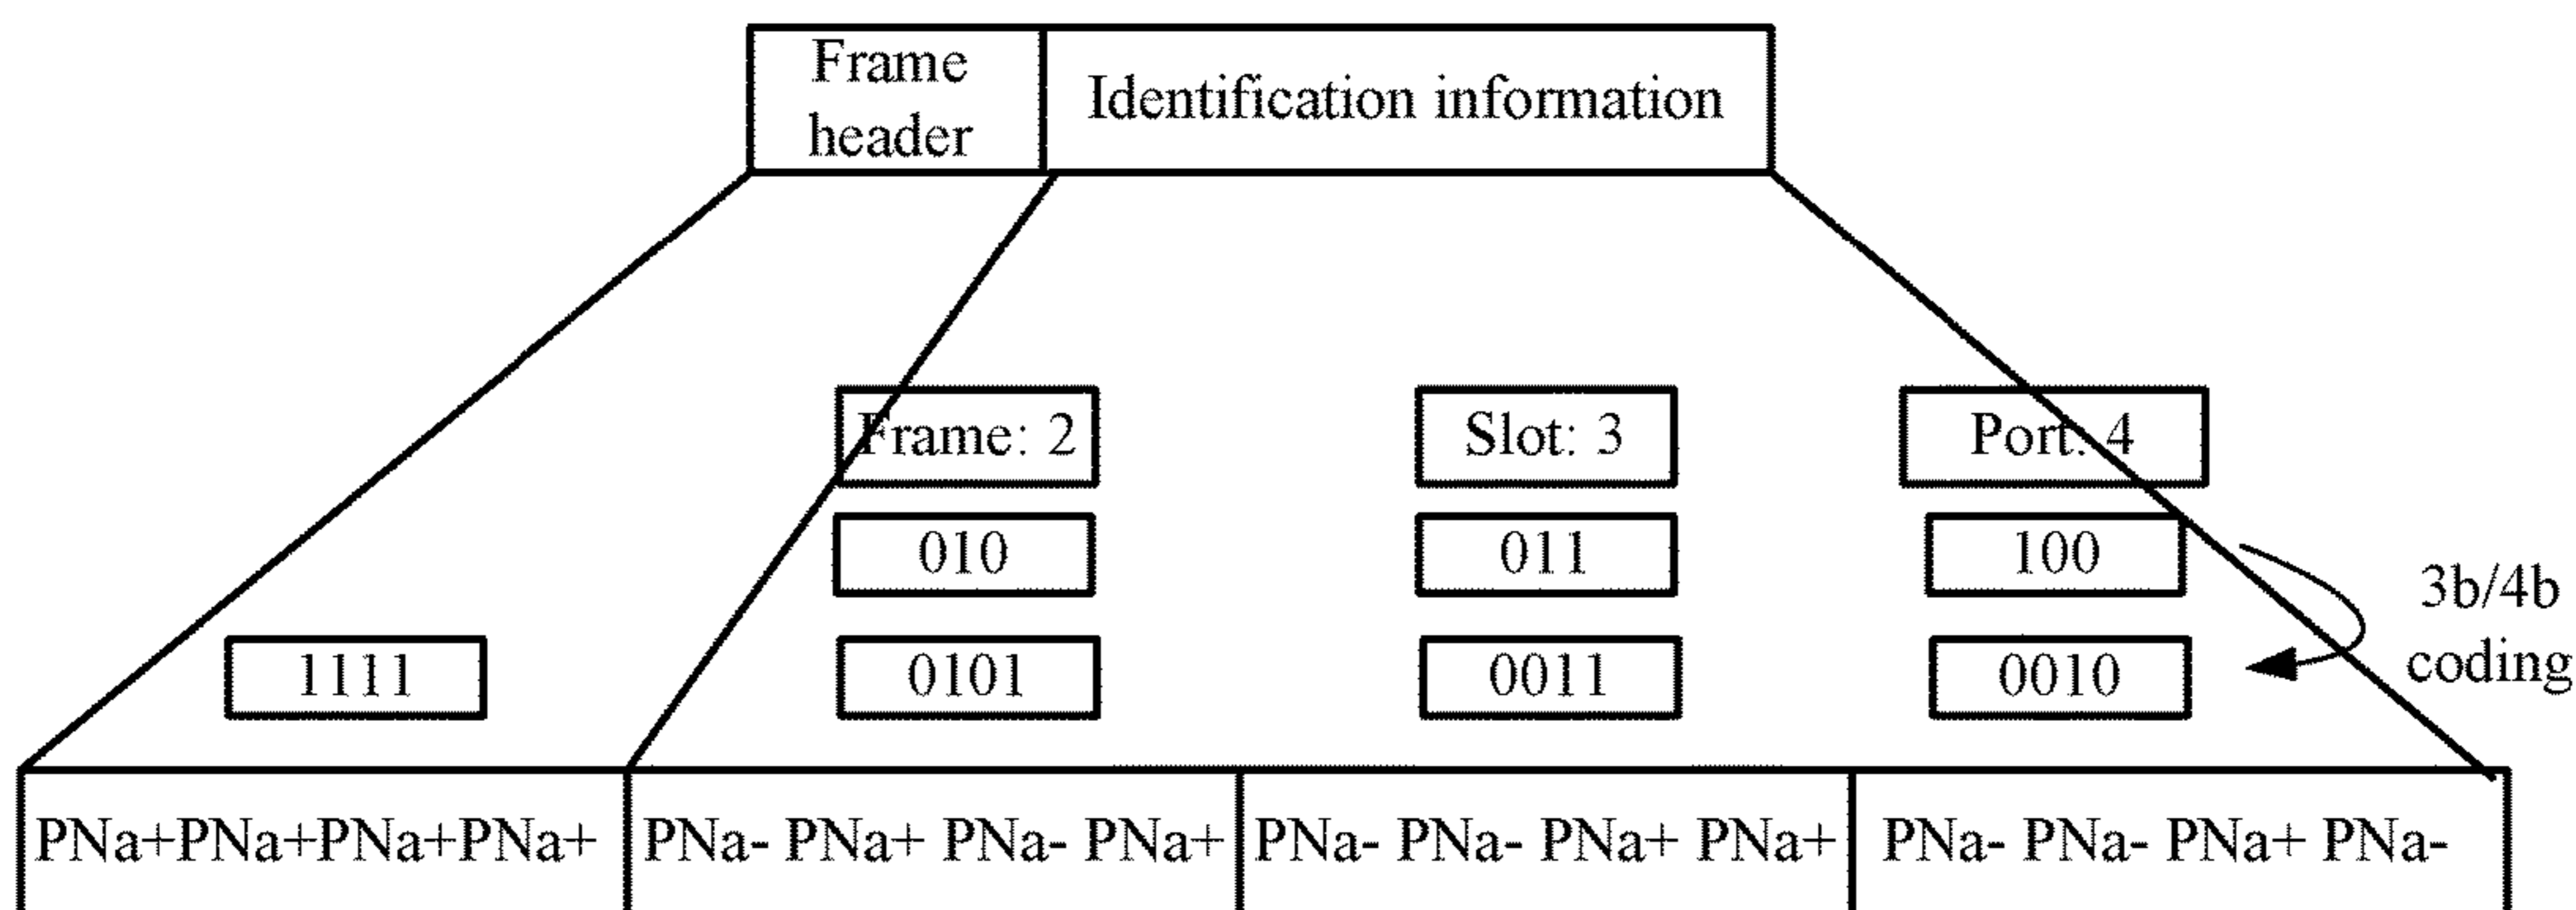 Frame
header
Identification information
Frame: 2
Slot: 3
Port: 4
010
011
100
3b/4b
coding
1111
0101
0011
0010
PNa+PNa+PNa+PNa+
PNa- PNa+ PNa- PNa+
PNa- PNa- PNa+ PNa+
PNa- PNa- PNa+ PNa-